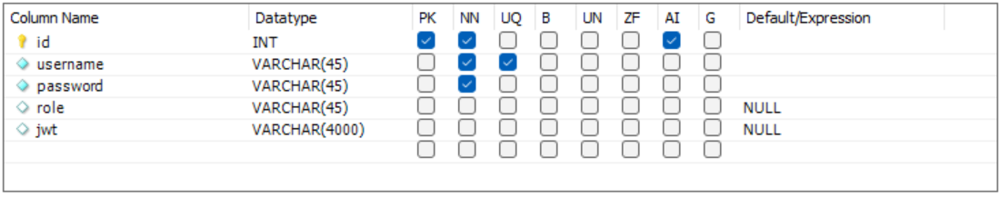 Column Name Datatype PK NN UQ B UN ZF AI G Default/Expression
id INT
username VARCHAR(45)
password VARCHAR(45)
role VARCHAR(45) NULL
jwt VARCHAR(4000) NULL